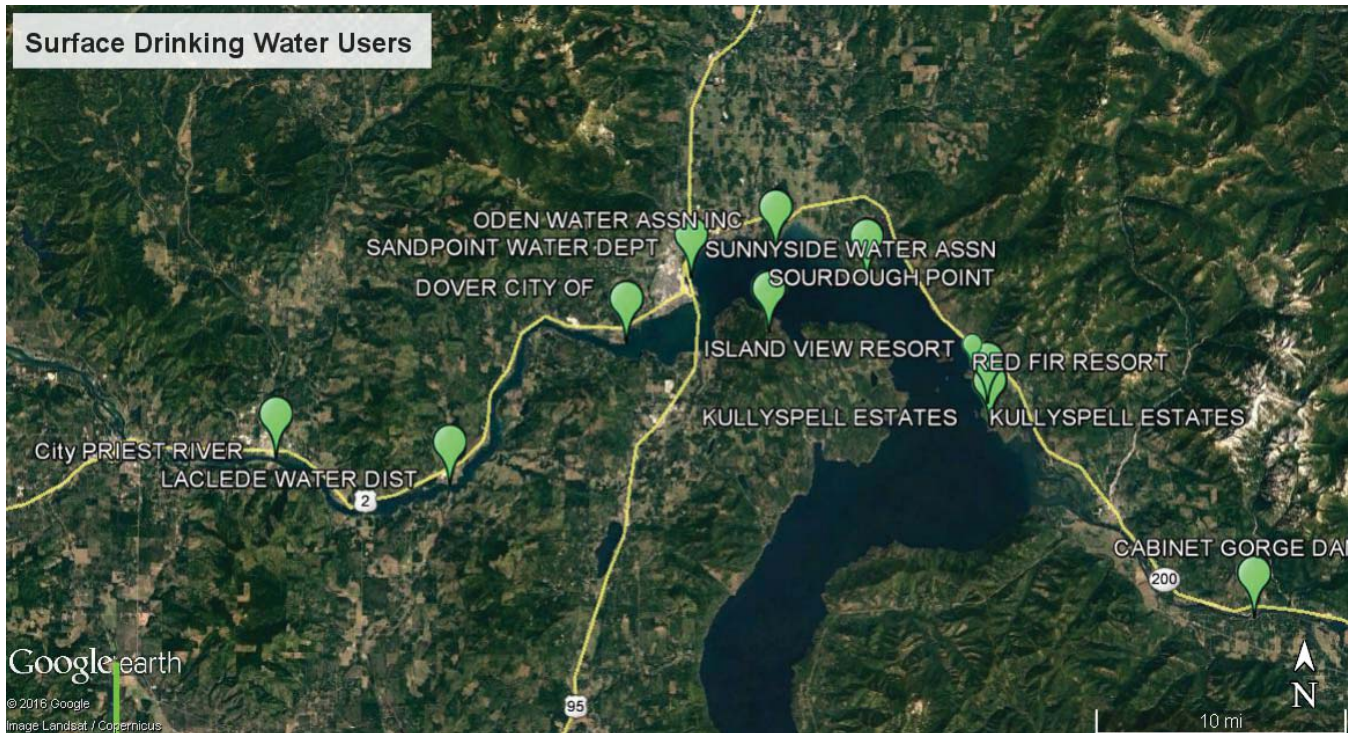 Surface Drinking Water Users
ODEN WATER ASSN INC
SANDPOINT WATER DEPT
SUNNYSIDE WATER ASSN
SOURDOUGH POINT
DOVER CITY OF
ISLAND VIEW RESORT
RED FIR RESORT
KULLYSPELL ESTATES
KULLYSPELL ESTATES
City PRIEST RIVER
LACLEDE WATER DIST
2
CABINET GORGE DA
200
95
Google earth
© 2016 Google
Image Landsat / Copernicus
N
10 mi